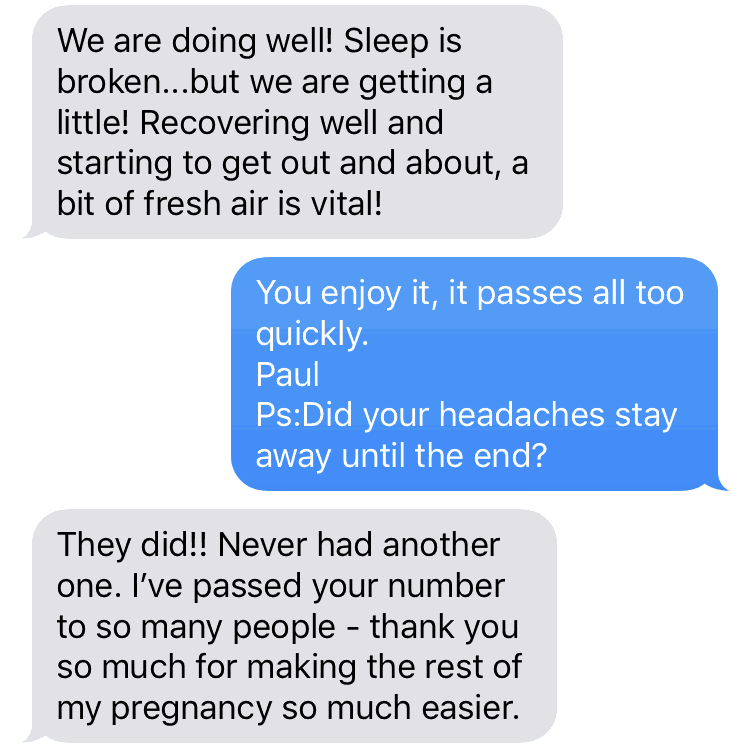 We are doing well! Sleep is
broken...but we are getting a
little! Recovering well and
starting to get out and about, a
bit of fresh air is vital!
You enjoy it, it passes all too
quickly.
Paul
Ps:Did your headaches stay
away until the end?
They did!! Never had another
one. I’ve passed your number
to so many people - thank you
so much for making the rest of
my pregnancy so much easier.